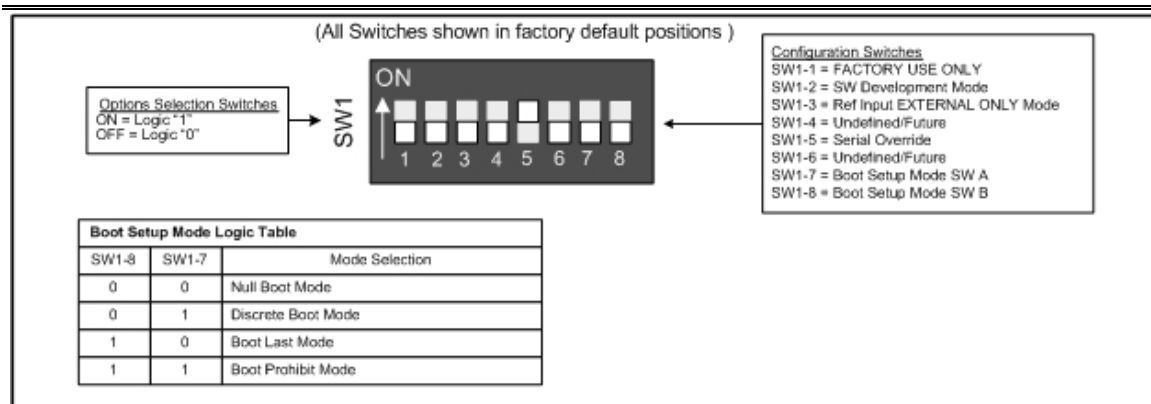 (All Switches shown in factory default positions )
Options Selection Switches
ON = Logic “1”
OFF = Logic “0”
SW1
ON
1 2 3 4 5 6 7 8
Configuration Switches
SW1-1 = FACTORY USE ONLY
SW1-2 = SW Development Mode
SW1-3 = Ref Input EXTERNAL ONLY Mode
SW1-4 = Undefined/Future
SW1-5 = Serial Override
SW1-6 = Undefined/Future
SW1-7 = Boot Setup Mode SW A
SW1-8 = Boot Setup Mode SW B
Boot Setup Mode Logic Table
SW1-8 SW1-7 Mode Selection
0 0 Null Boot Mode
0 1 Discrete Boot Mode
1 0 Boot Last Mode
1 1 Boot Prohibit Mode